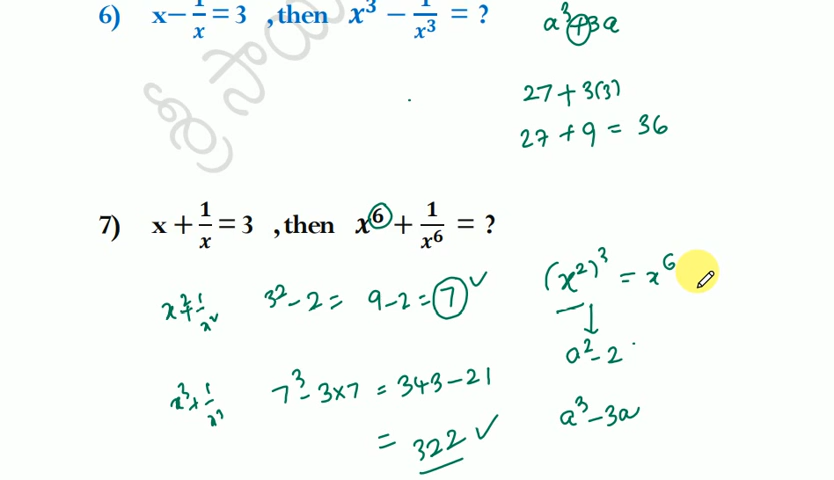 6) x− 1/x = 3 ,then x³ − 1/x³ = ?
a³+3a
27+3(3)
27+9 = 36
7) x + 1/x = 3 ,then x⁶ + 1/x⁶ = ?
(x²)³ = x⁶
x²+1/x² 3²-2= 9-2=7✓
a²-2
x³+1/x³ 7³-3×7 = 343-21
a³-3a
= 322 ✓